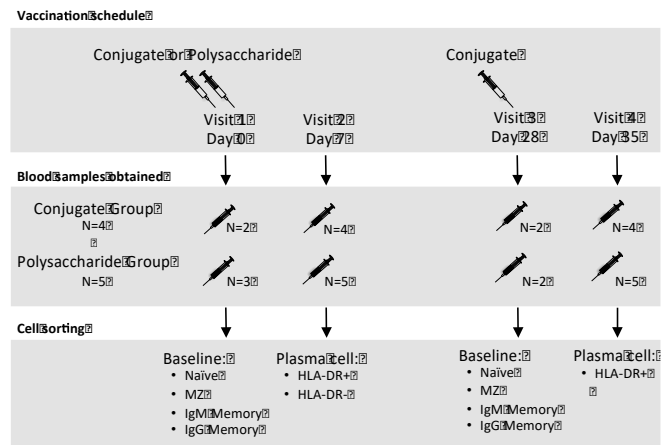 Vaccination schedule
Conjugate or Polysaccharide
Conjugate
Visit 1
Day 0
Visit 2
Day 7
Visit 3
Day 28
Visit 4
Day 35
Blood samples obtained
Conjugate Group
N=4
N=2
N=4
N=2
N=4
Polysaccharide Group
N=5
N=3
N=5
N=2
N=5
Cell sorting
Baseline:
• Naïve
• MZ
• IgM Memory
• IgG Memory
Plasma cell:
• HLA-DR+
• HLA-DR-
Baseline:
• Naïve
• MZ
• IgM Memory
• IgG Memory
Plasma cell:
• HLA-DR+